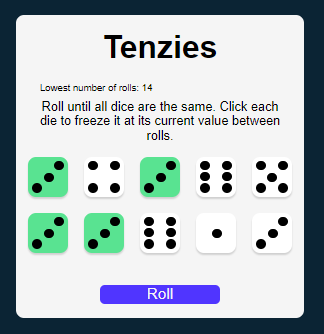 Tenzies
Lowest number of rolls: 14
Roll until all dice are the same. Click each
die to freeze it at its current value between
rolls.
Roll